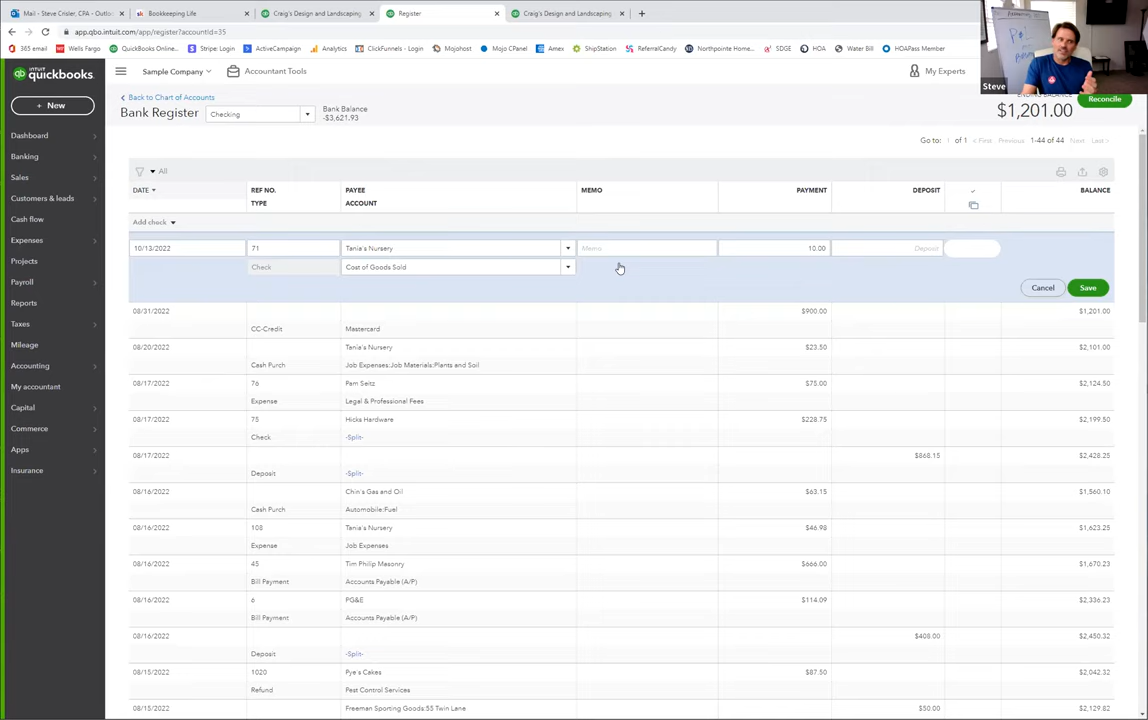 Mail - Steve Crisler, CPA - Outlo
Bookkeeping Life
Craig's Design and Landscaping
Register
Craig's Design and Landscaping
app.qbo.intuit.com/app/register?accountId=35
365 email
Wells Fargo
QuickBooks Online...
Stripe: Login
ActiveCampaign
Analytics
ClickFunnels - Login
Mojohost
Mojo CPanel
Amex
ShipStation
ReferralCandy
Northpointe Home...
SDGE
HOA
Water Bill
HOAPass Member
Steve
INTUIT
quickbooks.
Sample Company
Accountant Tools
My Experts
+ New
Back to Chart of Accounts
Bank Register
Checking
Bank Balance
-$3,621.93
ENDING BALANCE
$1,201.00
Reconcile
Dashboard
Banking
Sales
Customers & leads
Cash flow
Expenses
Projects
Payroll
Reports
Taxes
Mileage
Accounting
My accountant
Capital
Commerce
Apps
Insurance
Go to: 1 of 1 < First Previous 1-44 of 44 Next Last >
All
DATE REF NO. PAYEE MEMO PAYMENT DEPOSIT BALANCE
TYPE ACCOUNT
Add check
10/13/2022 71 Tania's Nursery Memo 10.00 Deposit
Check Cost of Goods Sold
Cancel Save
08/31/2022 $900.00 $1,201.00
CC-Credit Mastercard
08/20/2022 Tania's Nursery $23.50 $2,101.00
Cash Purch Job Expenses:Job Materials:Plants and Soil
08/17/2022 76 Pam Seitz $75.00 $2,124.50
Expense Legal & Professional Fees
08/17/2022 75 Hicks Hardware $228.75 $2,199.50
Check -Split-
08/17/2022 $868.15 $2,428.25
Deposit -Split-
08/16/2022 Chin's Gas and Oil $63.15 $1,560.10
Cash Purch Automobile:Fuel
08/16/2022 108 Tania's Nursery $46.98 $1,623.25
Expense Job Expenses
08/16/2022 45 Tim Philip Masonry $666.00 $1,670.23
Bill Payment Accounts Payable (A/P)
08/16/2022 6 PG&E $114.09 $2,336.23
Bill Payment Accounts Payable (A/P)
08/16/2022 $408.00 $2,450.32
Deposit -Split-
08/15/2022 1020 Pye's Cakes $87.50 $2,042.32
Refund Pest Control Services
08/15/2022 Freeman Sporting Goods:55 Twin Lane $50.00 $2,129.82